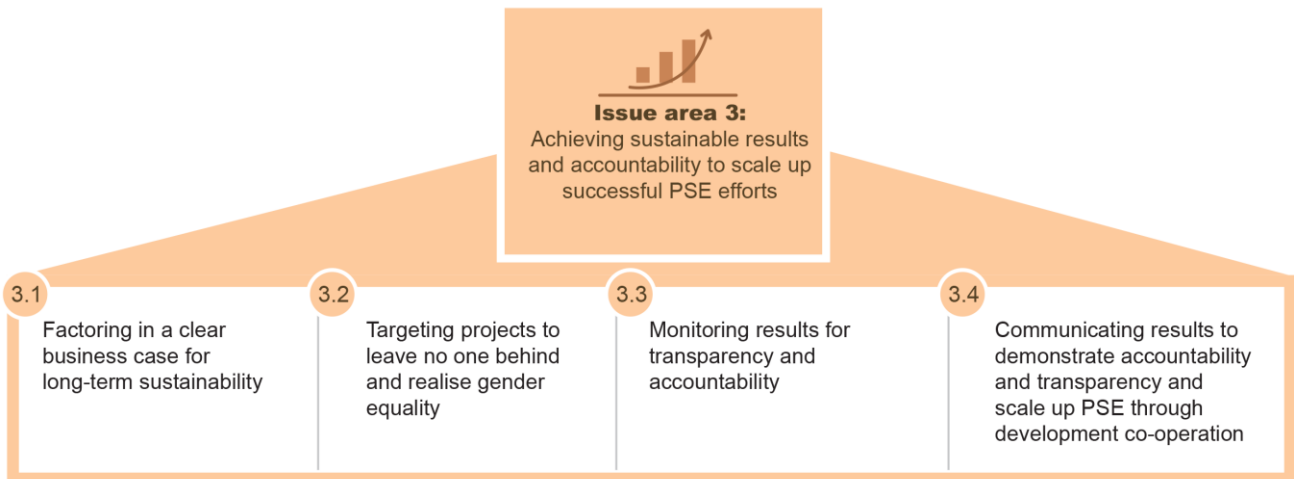 Issue area 3:
Achieving sustainable results
and accountability to scale up
successful PSE efforts
3.1
Factoring in a clear
business case for
long-term sustainability
3.2
Targeting projects to
leave no one behind
and realise gender
equality
3.3
Monitoring results for
transparency and
accountability
3.4
Communicating results to
demonstrate accountability
and transparency and
scale up PSE through
development co-operation